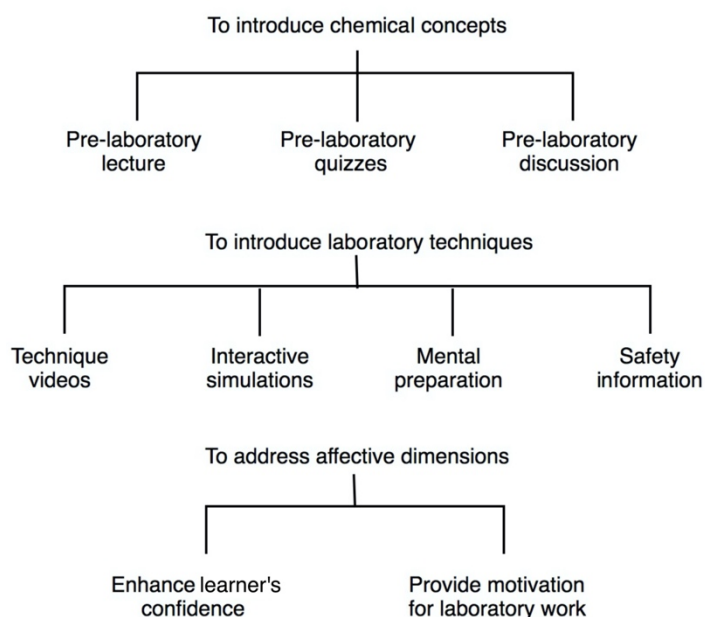 To introduce chemical concepts
Pre-laboratory
lecture
Pre-laboratory
quizzes
Pre-laboratory
discussion
To introduce laboratory techniques
Technique
videos
Interactive
simulations
Mental
preparation
Safety
information
To address affective dimensions
Enhance learner's
confidence
Provide motivation
for laboratory work